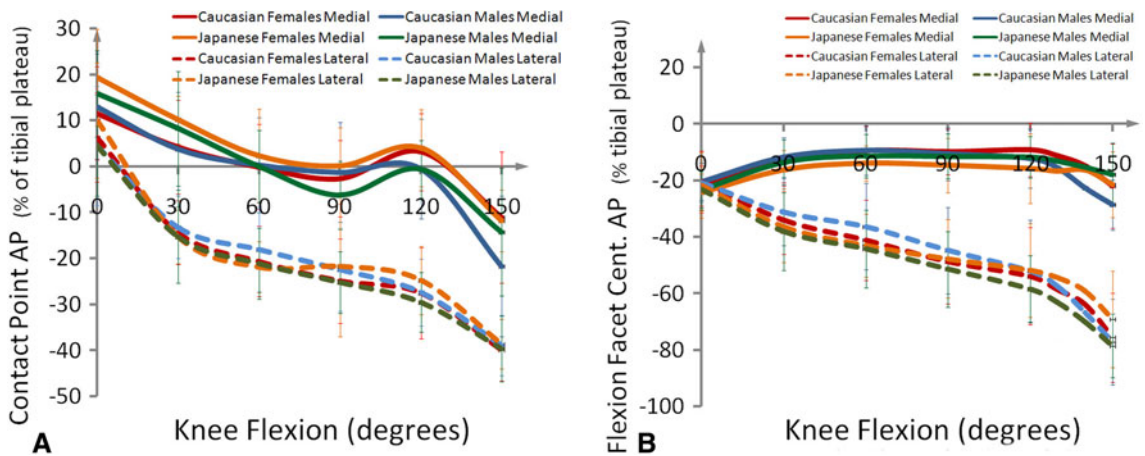 Caucasian Females Medial Caucasian Males Medial
Japanese Females Medial Japanese Males Medial
Caucasian Females Lateral Caucasian Males Lateral
Japanese Females Lateral Japanese Males Lateral
Contact Point AP (% of tibial plateau)
30
20
10
0
-10
-20
-30
-40
-50
0 30 60 90 120 150
Knee Flexion (degrees)
A
Caucasian Females Medial Caucasian Males Medial
Japanese Females Medial Japanese Males Medial
Caucasian Females Lateral Caucasian Males Lateral
Japanese Females Lateral Japanese Males Lateral
Flexion Facet Cent. AP (% tibial plateau)
20
0
-20
-40
-60
-80
-100
0 30 60 90 120 150
Knee Flexion (degrees)
B